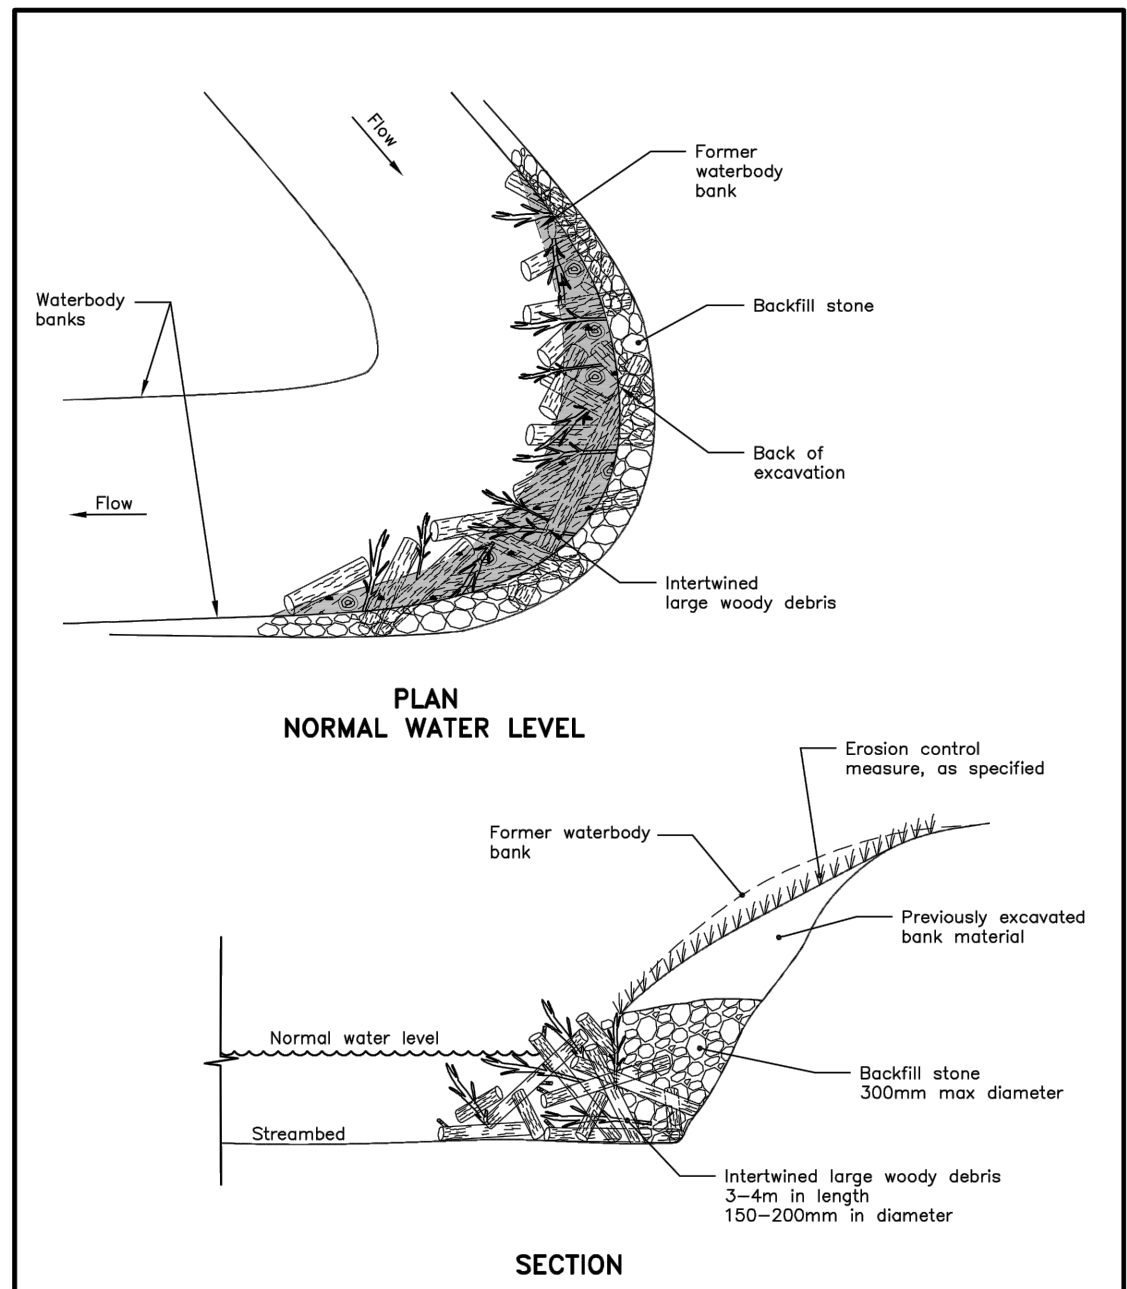 Flow
Former
waterbody
bank
Waterbody
banks
Backfill stone
Back of
excavation
Flow
Intertwined
large woody debris
PLAN
NORMAL WATER LEVEL
Erosion control
measure, as specified
Former waterbody
bank
Previously excavated
bank material
Normal water level
Backfill stone
300mm max diameter
Streambed
Intertwined large woody debris
3–4m in length
150–200mm in diameter
SECTION